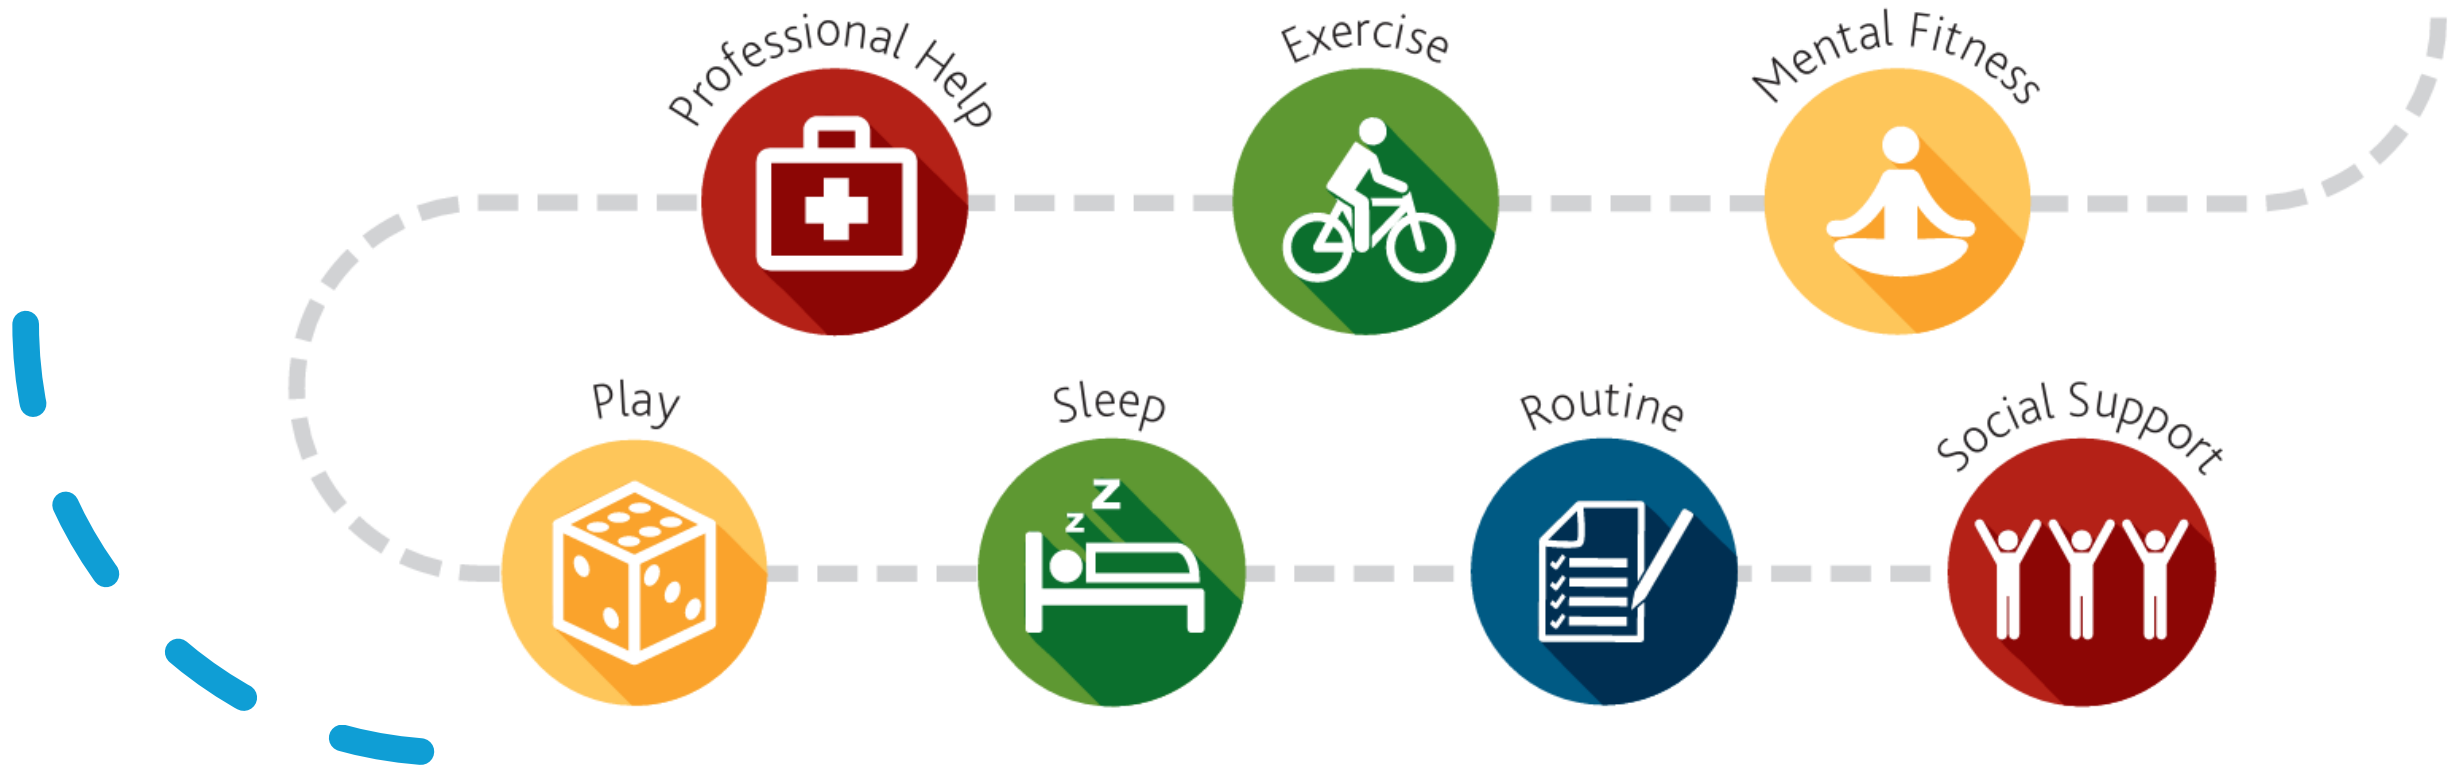 Professional Help
Exercise
Mental Fitness
Play
Sleep
z
z
Routine
Social Support